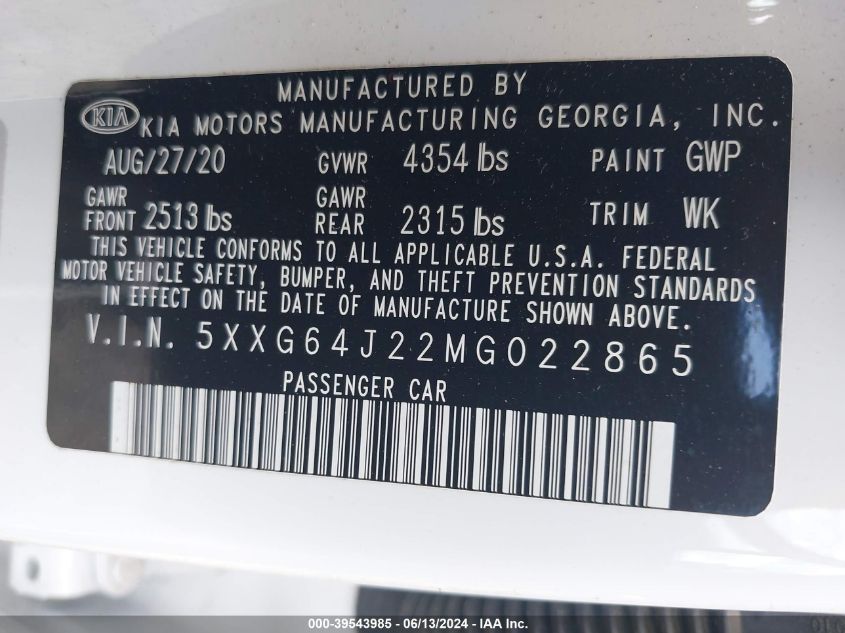 MANUFACTURED BY
KIA KIA MOTORS MANUFACTURING GEORGIA, INC.
AUG/27/20 GVWR 4354 lbs PAINT GWP
GAWR FRONT 2513 lbs GAWR REAR 2315 lbs TRIM WK
THIS VEHICLE CONFORMS TO ALL APPLICABLE U.S.A. FEDERAL
MOTOR VEHICLE SAFETY, BUMPER, AND THEFT PREVENTION STANDARDS
IN EFFECT ON THE DATE OF MANUFACTURE SHOWN ABOVE.
V.I.N. 5XXG64J22MG022865
PASSENGER CAR
000-39543985 - 06/13/2024 - IAA Inc.